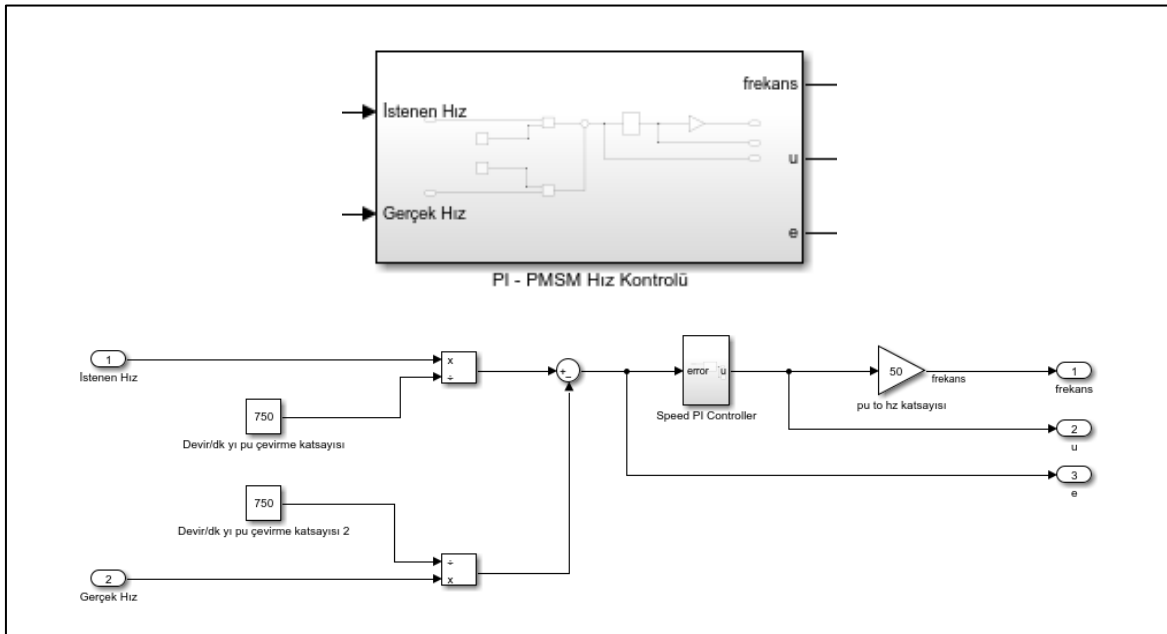 frekans
İstenen Hız
u
Gerçek Hız
e
PI - PMSM Hız Kontrolü
1
İstenen Hız
x
÷
750
Devir/dk yı pu çevirme katsayısı
+
−
error u
Speed PI Controller
50
frekans
pu to hz katsayısı
1
frekans
2
u
3
e
750
Devir/dk yı pu çevirme katsayısı 2
÷
x
2
Gerçek Hız